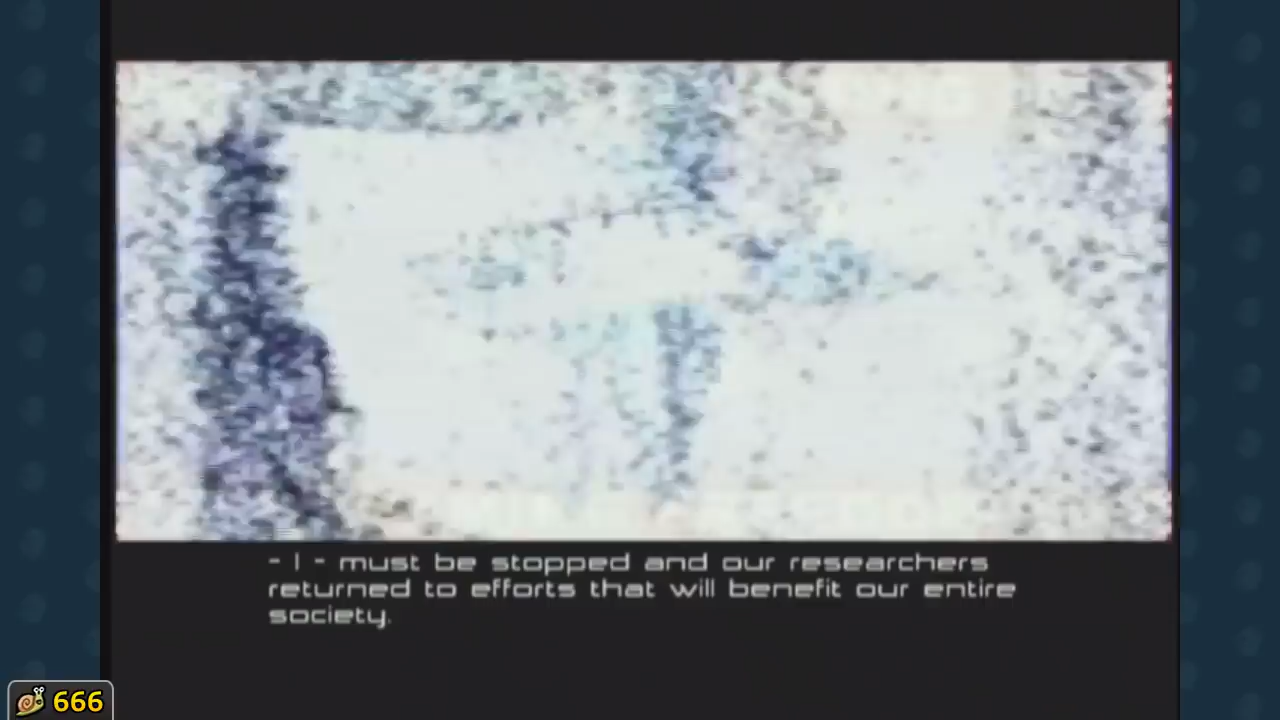 - I - must be stopped and our researchers
returned to efforts that will benefit our entire
society.
666